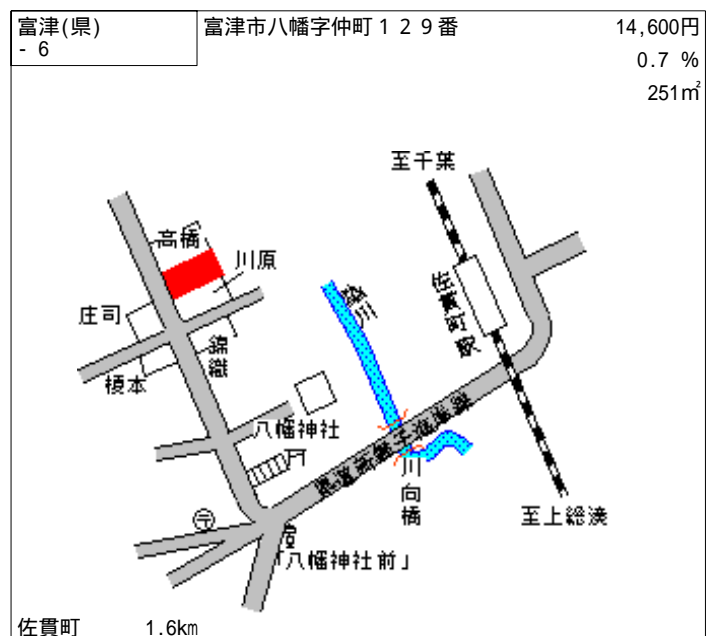 富津(県)
- 6
富津市八幡字仲町１２９番
14,600円
0.7 %
251㎡
至千葉
高橋
川原
庄司
錦織
榎本
佐貫町駅
染川
八幡神社
川向橋
至上総湊
〒
「八幡神社前」
佐貫町 1.6km